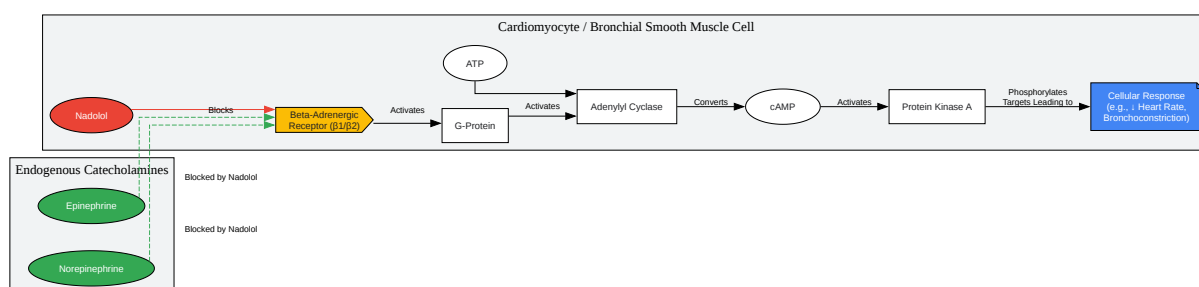 Cardiomyocyte / Bronchial Smooth Muscle Cell
ATP
Nadolol
Blocks
Beta-Adrenergic
Receptor (β1/β2)
Activates
G-Protein
Activates
Adenylyl Cyclase
Converts
cAMP
Activates
Protein Kinase A
Phosphorylates
Targets Leading to
Cellular Response
(e.g., ↓ Heart Rate,
Bronchoconstriction)
Endogenous Catecholamines
Epinephrine
Norepinephrine
Blocked by Nadolol
Blocked by Nadolol